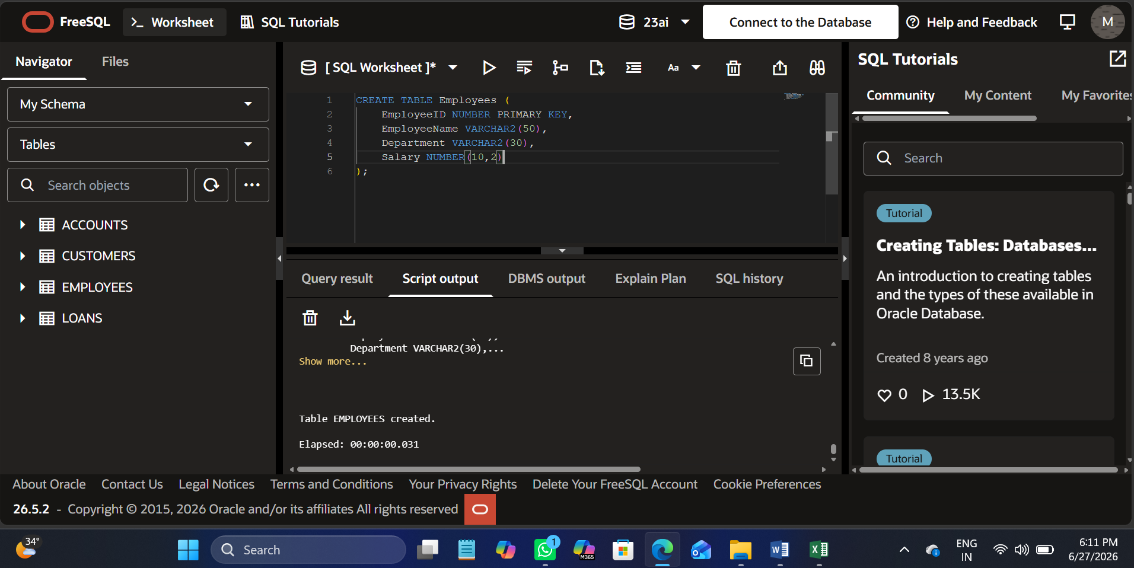 FreeSQL
>_ Worksheet
SQL Tutorials
23ai
Connect to the Database
Help and Feedback
M
Navigator
Files
My Schema
Tables
Search objects
ACCOUNTS
CUSTOMERS
EMPLOYEES
LOANS
[ SQL Worksheet ]*
Aa
1 CREATE TABLE Employees (
2 EmployeeID NUMBER PRIMARY KEY,
3 EmployeeName VARCHAR2(50),
4 Department VARCHAR2(30),
5 Salary NUMBER(10,2)
6 );
Query result
Script output
DBMS output
Explain Plan
SQL history
Department VARCHAR2(30),...
Show more...
Table EMPLOYEES created.
Elapsed: 00:00:00.031
SQL Tutorials
Community
My Content
My Favorites
Search
Tutorial
Creating Tables: Databases...
An introduction to creating tables
and the types of these available in
Oracle Database.
Created 8 years ago
0
13.5K
Tutorial
About Oracle
Contact Us
Legal Notices
Terms and Conditions
Your Privacy Rights
Delete Your FreeSQL Account
Cookie Preferences
26.5.2 - Copyright © 2015, 2026 Oracle and/or its affiliates All rights reserved
34°
Search
1
M365
ENG
IN
6:11 PM
6/27/2026